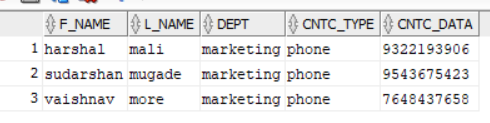 F_NAME L_NAME DEPT CNTC_TYPE CNTC_DATA
1 harshal mali marketing phone 9322193906
2 sudarshan mugade marketing phone 9543675423
3 vaishnav more marketing phone 7648437658